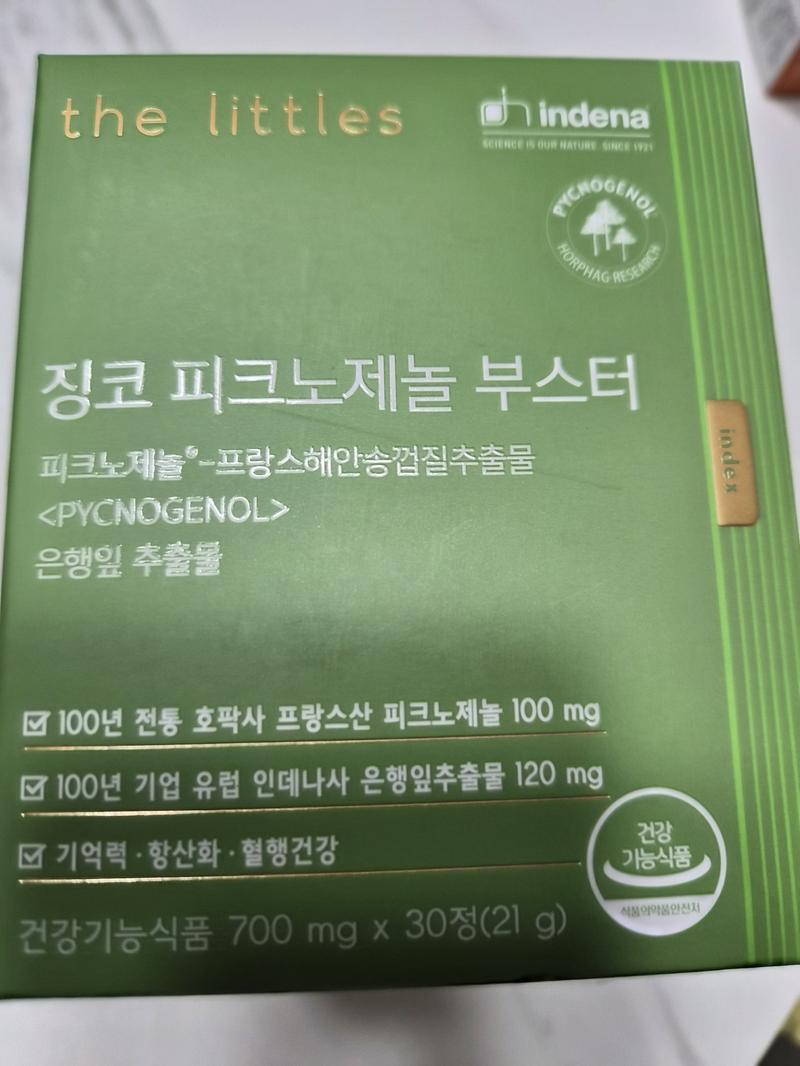 the littles
indena
SCIENCE IS OUR NATURE. SINCE 1921
PYCNOGENOL
HORPHAG RESEARCH
징코 피크노제놀 부스터
피크노제놀®-프랑스해안송껍질추출물
<PYCNOGENOL>
은행잎 추출물
index
☑ 100년 전통 호팍사 프랑스산 피크노제놀 100 mg
☑ 100년 기업 유럽 인데나사 은행잎추출물 120 mg
☑ 기억력·항산화·혈행건강
건강
기능식품
식품의약품안전처
건강기능식품 700 mg x 30정(21 g)